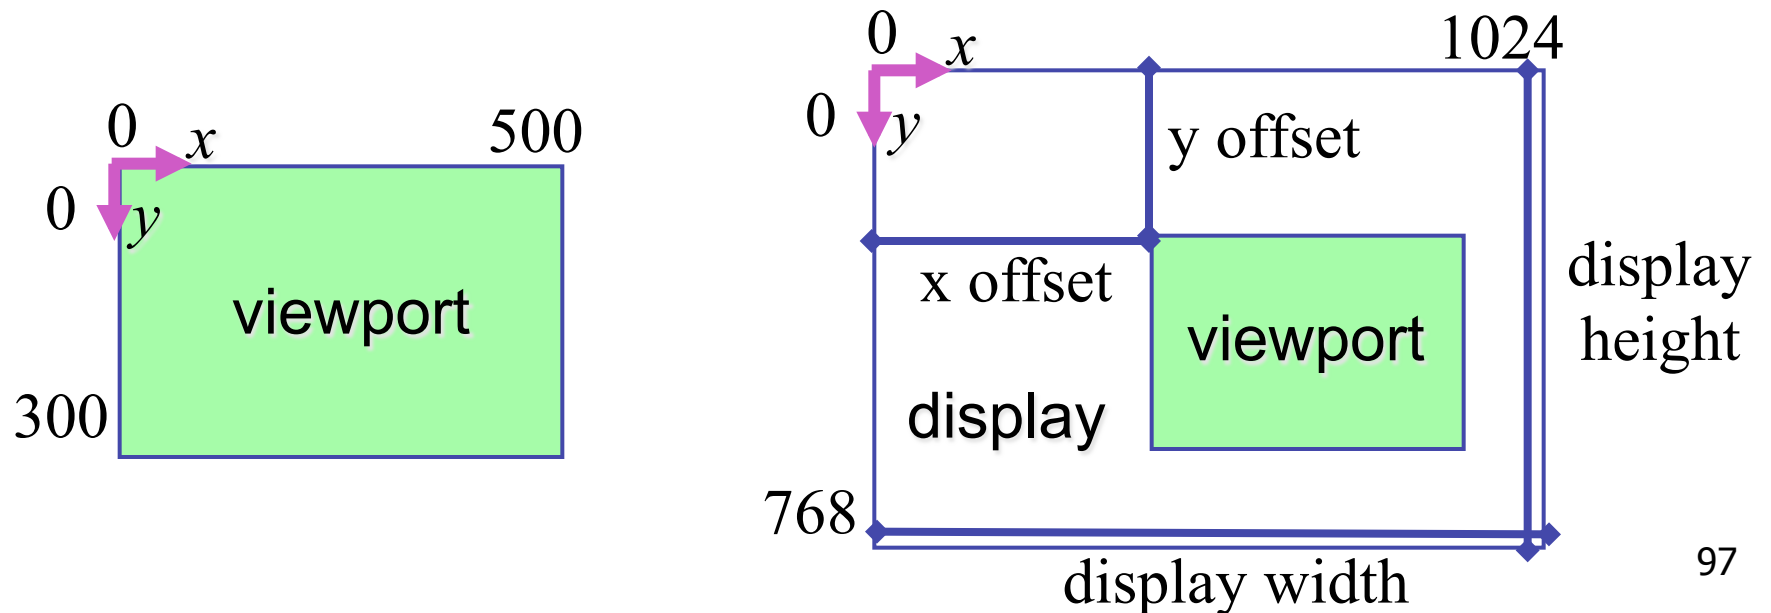 0
x
500
0
y
viewport
300
0
x
1024
0
y
y offset
x offset
viewport
display
height
display
768
display width
97